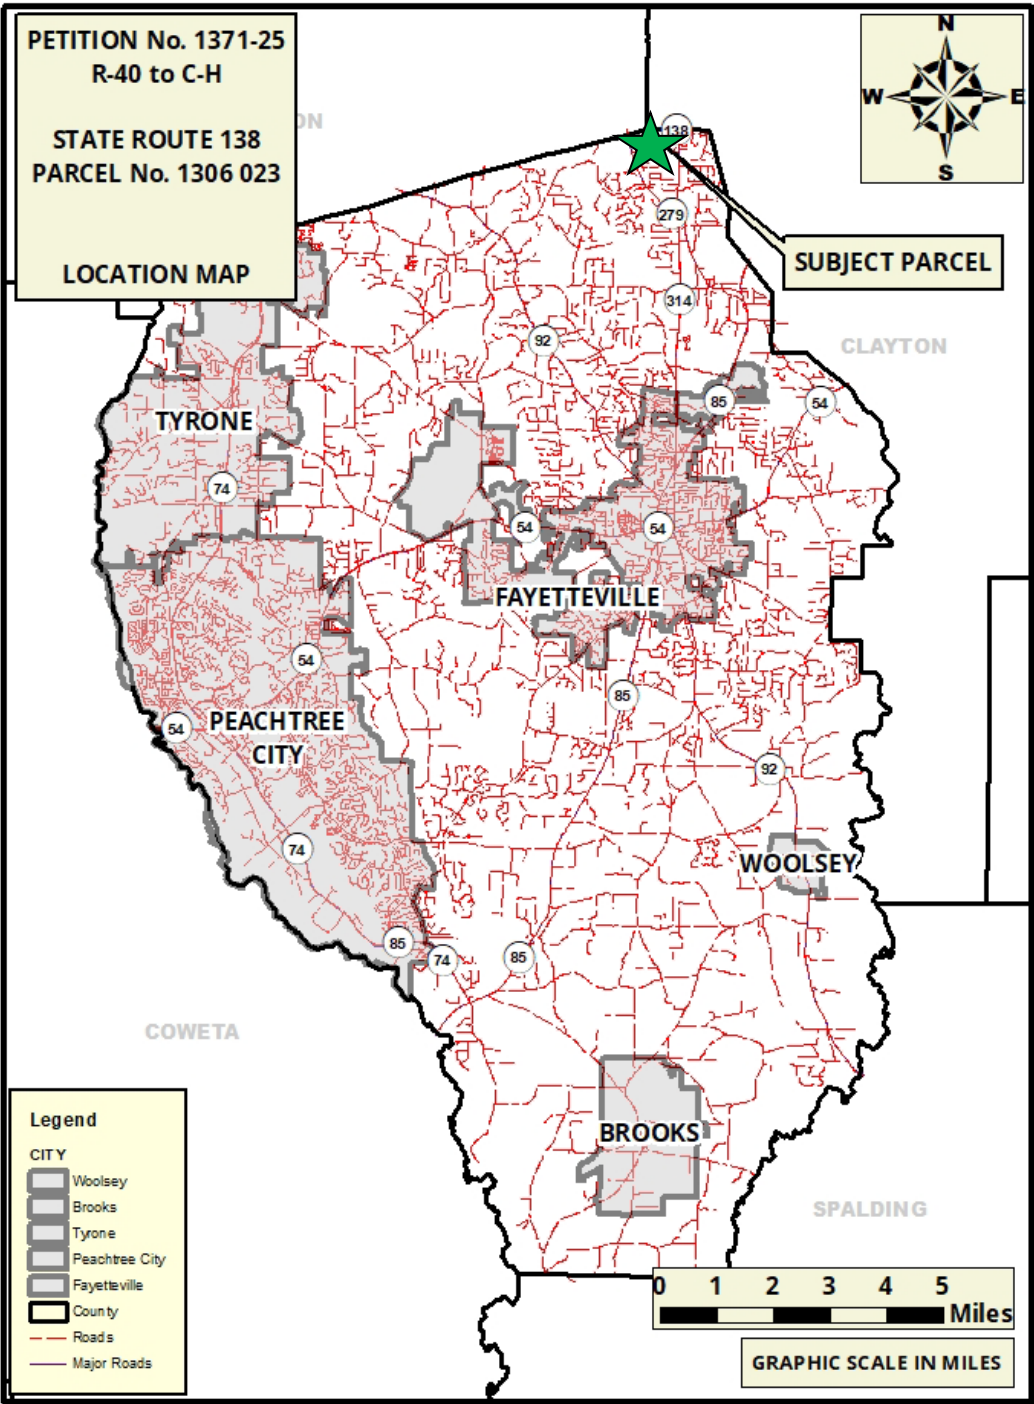 PETITION No. 1371-25
R-40 to C-H
STATE ROUTE 138
PARCEL No. 1306 023
LOCATION MAP
N
W
E
S
ON
138
279
SUBJECT PARCEL
314
92
CLAYTON
85
54
TYRONE
74
54
54
FAYETTEVILLE
54
85
54
PEACHTREE
CITY
92
74
WOOLSEY
85
74
85
COWETA
BROOKS
SPALDING
Legend
CITY
Woolsey
Brooks
Tyrone
Peachtree City
Fayetteville
County
Roads
Major Roads
0 1 2 3 4 5
Miles
GRAPHIC SCALE IN MILES